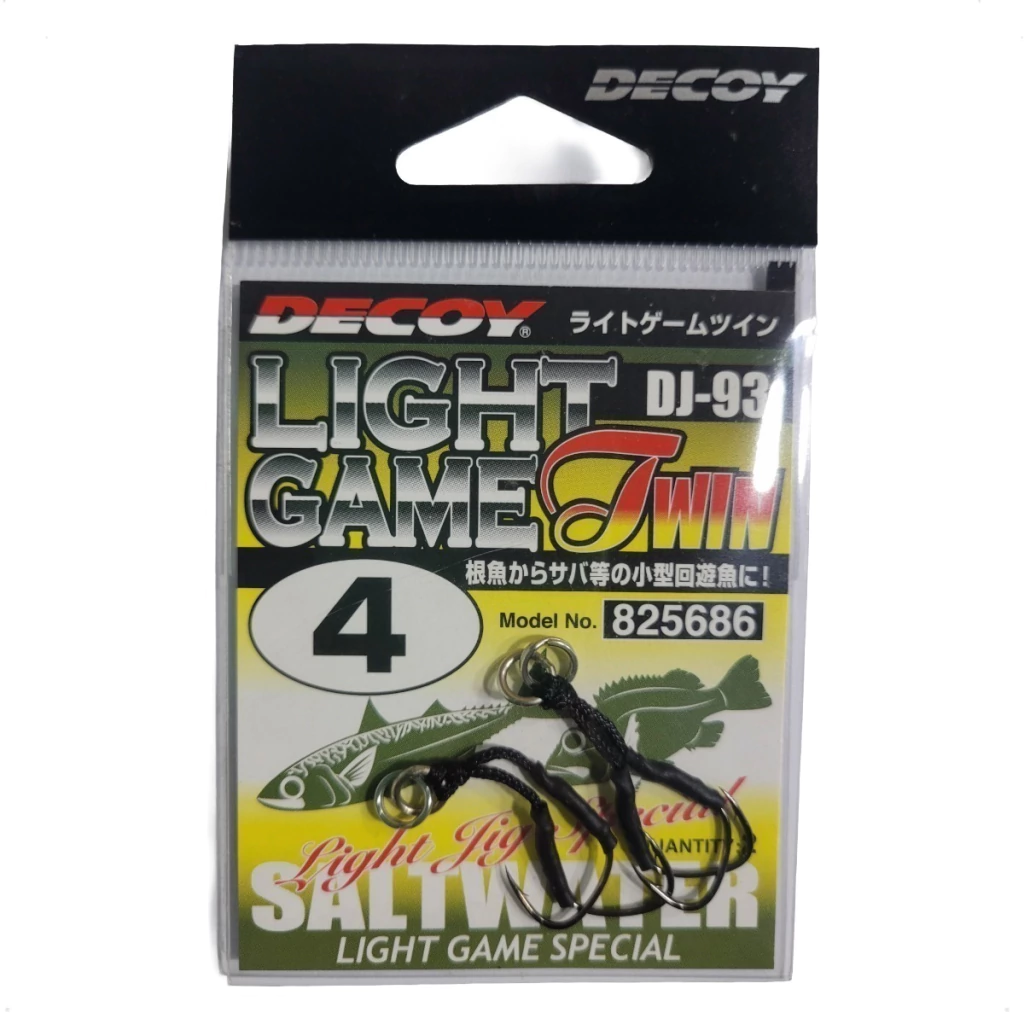 DECOY
DECOY® ライトゲームツイン
LIGHT DJ-93
GAME TWIN
根魚からサバ等の小型回遊魚に!
4
Model No. 825686
Light Jig Special
QUANTITY:2
SALTWATER
LIGHT GAME SPECIAL